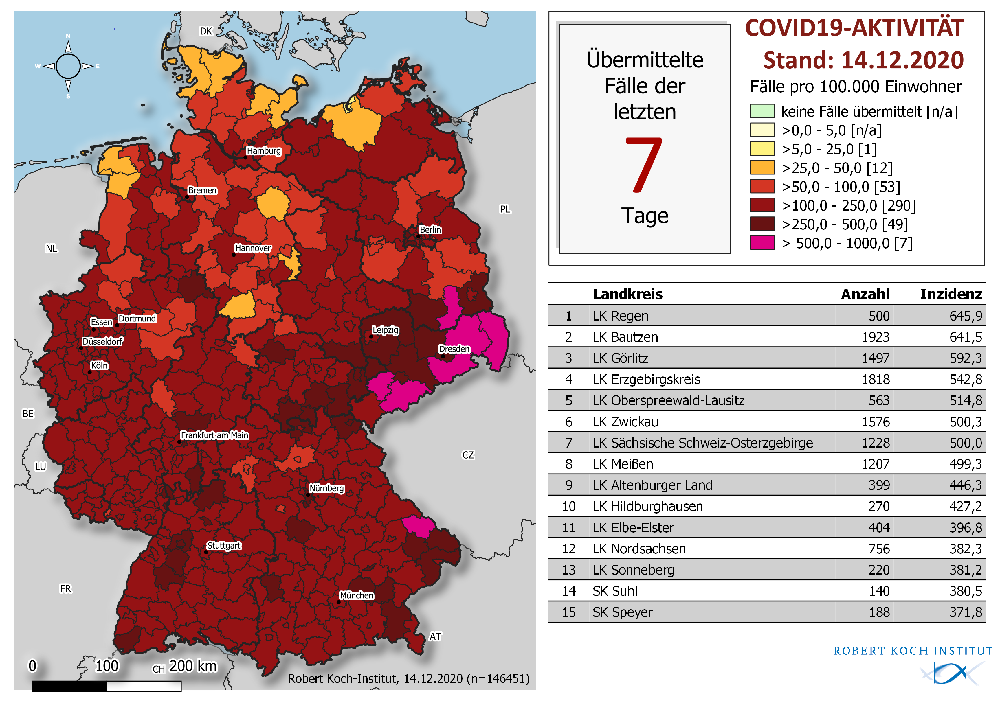 N
W
E
S
DK
Hamburg
Bremen
PL
Berlin
NL
Hannover
Essen
Dortmund
Düsseldorf
Leipzig
Dresden
Köln
BE
Frankfurt am Main
CZ
LU
Nürnberg
Stuttgart
FR
München
AT
0
100
CH
200 km
Robert Koch-Institut, 14.12.2020 (n=146451)
Übermittelte
Fälle der
letzten
7
Tage
COVID19-AKTIVITÄT
Stand: 14.12.2020
Fälle pro 100.000 Einwohner
keine Fälle übermittelt [n/a]
>0,0 - 5,0 [n/a]
>5,0 - 25,0 [1]
>25,0 - 50,0 [12]
>50,0 - 100,0 [53]
>100,0 - 250,0 [290]
>250,0 - 500,0 [49]
> 500,0 - 1000,0 [7]
Landkreis Anzahl Inzidenz
1 LK Regen 500 645,9
2 LK Bautzen 1923 641,5
3 LK Görlitz 1497 592,3
4 LK Erzgebirgskreis 1818 542,8
5 LK Oberspreewald-Lausitz 563 514,8
6 LK Zwickau 1576 500,3
7 LK Sächsische Schweiz-Osterzgebirge 1228 500,0
8 LK Meißen 1207 499,3
9 LK Altenburger Land 399 446,3
10 LK Hildburghausen 270 427,2
11 LK Elbe-Elster 404 396,8
12 LK Nordsachsen 756 382,3
13 LK Sonneberg 220 381,2
14 SK Suhl 140 380,5
15 SK Speyer 188 371,8
ROBERT KOCH INSTITUT